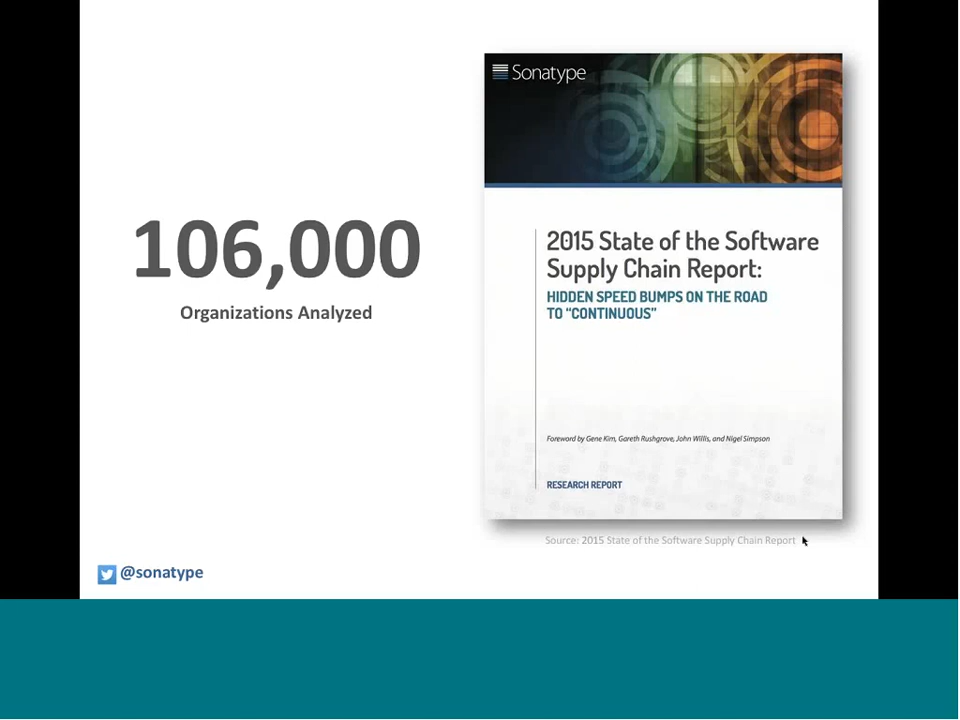 106,000
Organizations Analyzed
Sonatype
2015 State of the Software
Supply Chain Report:
HIDDEN SPEED BUMPS ON THE ROAD
TO “CONTINUOUS”
Foreword by Gene Kim, Gareth Rushgrove, John Willis, and Nigel Simpson
RESEARCH REPORT
Source: 2015 State of the Software Supply Chain Report
@sonatype